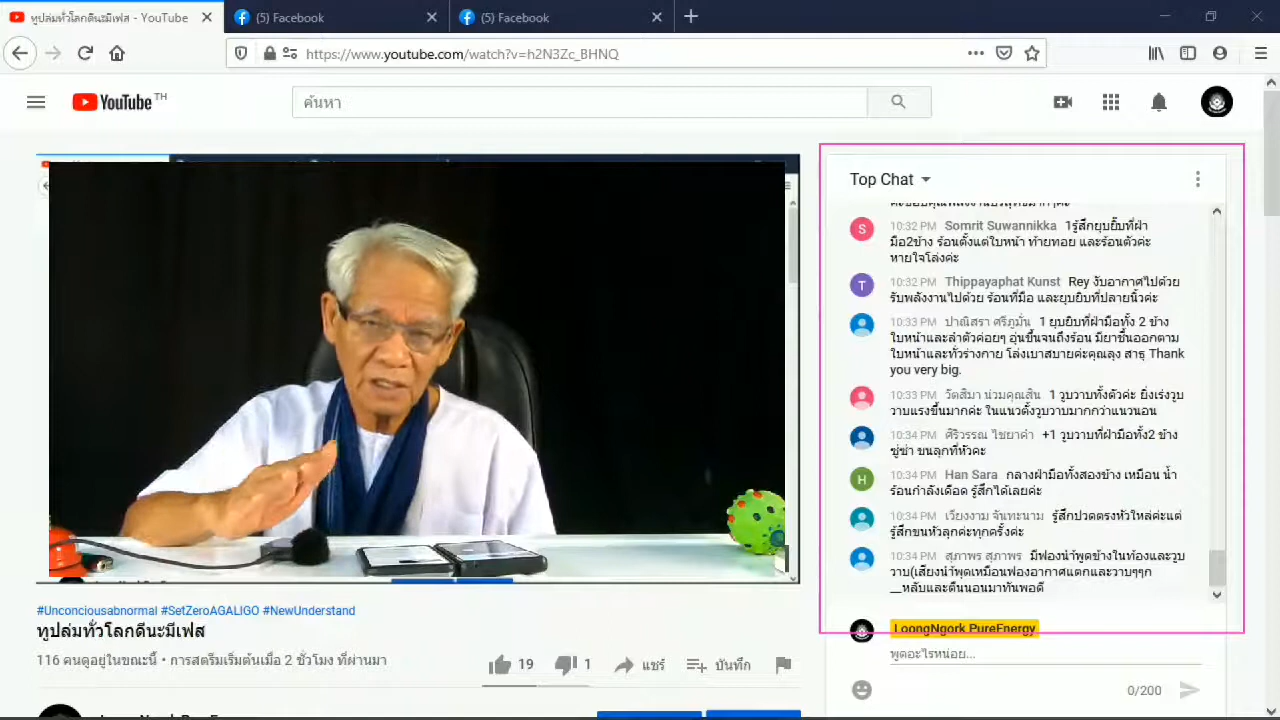 ทูปล่มทั่วโลกดีนะมีเฟส - YouTube
(5) Facebook
(5) Facebook
https://www.youtube.com/watch?v=h2N3Zc_BHNQ
YouTube TH
ค้นหา
Top Chat
10:32 PM Somrit Suwannikka 1รู้สึกยุบยิ๊บที่ฝ่า
มือ2ข้าง ร้อนตั้งแต่ใบหน้า ท้ายทอย และร้อนตัวค่ะ
หายใจโล่งค่ะ
10:32 PM Thippayaphat Kunst Rey งับอากาศไปด้วย
รับพลังงานไปด้วย ร้อนที่มือ และยุบยิบที่ปลายนิ้วค่ะ
10:33 PM ปาณิสรา ศรีภูมั่น 1 ยุบยิบที่ฝ่ามือทั้ง 2 ข้าง
ใบหน้าและลำตัวค่อยๆ อุ่นขึ้นจนถึงร้อน มียาซึ้นออกตาม
ใบหน้าและทั่วร่างกาย โล่งเบาสบายค่ะคุณลุง สาธุ Thank
you very big.
10:33 PM วัตสิมา น่วมคุณสิน 1 วูบวาบทั้งตัวค่ะ ยิ่งเร่งวูบ
วาบแรงขึ้นมากค่ะ ในแนวตั้งวูบวาบมากกว่าแนวนอน
10:34 PM ศิริวรรณ ไชยาคำ +1 วูบวาบที่ฝ่ามือทั้ง2 ข้าง
ซู่ซ่า ขนลุกที่หัวคะ
10:34 PM Han Sara กลางฝ่ามือทั้งสองข้าง เหมือน น้ำ
ร้อนกำลังเดือด รู้สึกได้เลยค่ะ
10:34 PM เวียงงาม จันทะนาม รู้สึกปวดตรงหัวใหล่ค่ะแต่
รู้สึกขนหัวลุกค่ะทุกครั้งค่ะ
10:34 PM สุภาพร สุภาพร มีฟองน่ำพูดข้างในท้องและวูบ
วาบ(เสียงน่ำพุดเหมือนฟองอากาศแตกและวาบๆๆก
__หลับและตื่นนอนมาทันพอดี
LoongNgork PureEnergy
พูดอะไรหน่อย...
0/200
#Unconciousabnormal #SetZeroAGALIGO #NewUnderstand
ทูปล่มทั่วโลกดีนะมีเฟส
116 คนดูอยู่ในขณะนี้ • การสตรีมเริ่มต้นเมื่อ 2 ชั่วโมง ที่ผ่านมา
19
1
แชร์
บันทึก